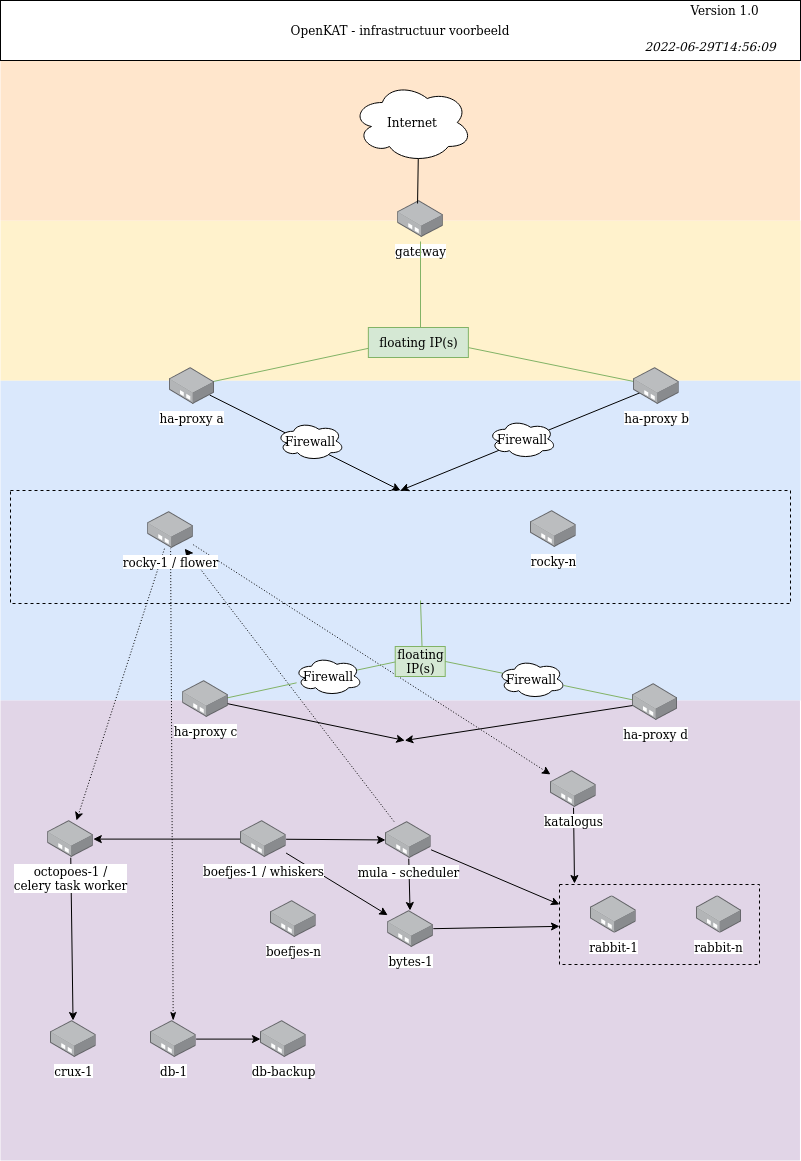 Version 1.0
OpenKAT - infrastructuur voorbeeld
2022-06-29T14:56:09
Internet
gateway
floating IP(s)
ha-proxy a
ha-proxy b
Firewall
Firewall
rocky-1 / flower
rocky-n
floating
IP(s)
Firewall
Firewall
ha-proxy c
ha-proxy d
katalogus
octopoes-1 /
celery task worker
boefjes-1 / whiskers
mula - scheduler
boefjes-n
bytes-1
rabbit-1
rabbit-n
crux-1
db-1
db-backup